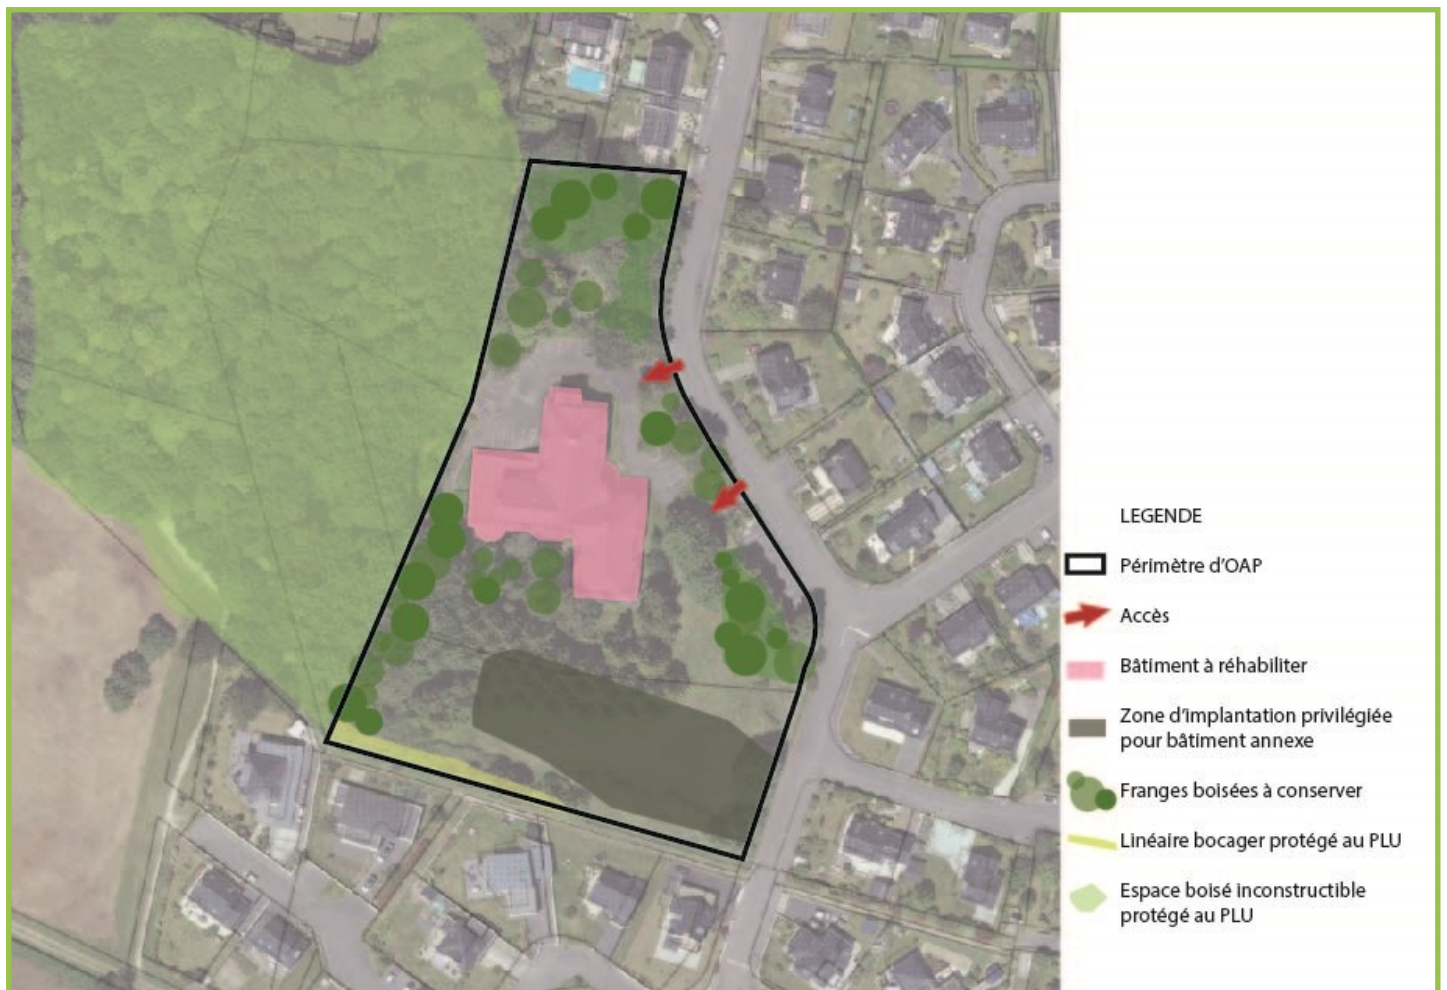 LEGENDE
Périmètre d'OAP
Accès
Bâtiment à réhabiliter
Zone d'implantation privilégiée
pour bâtiment annexe
Franges boisées à conserver
Linéaire bocager protégé au PLU
Espace boisé inconstructible
protégé au PLU